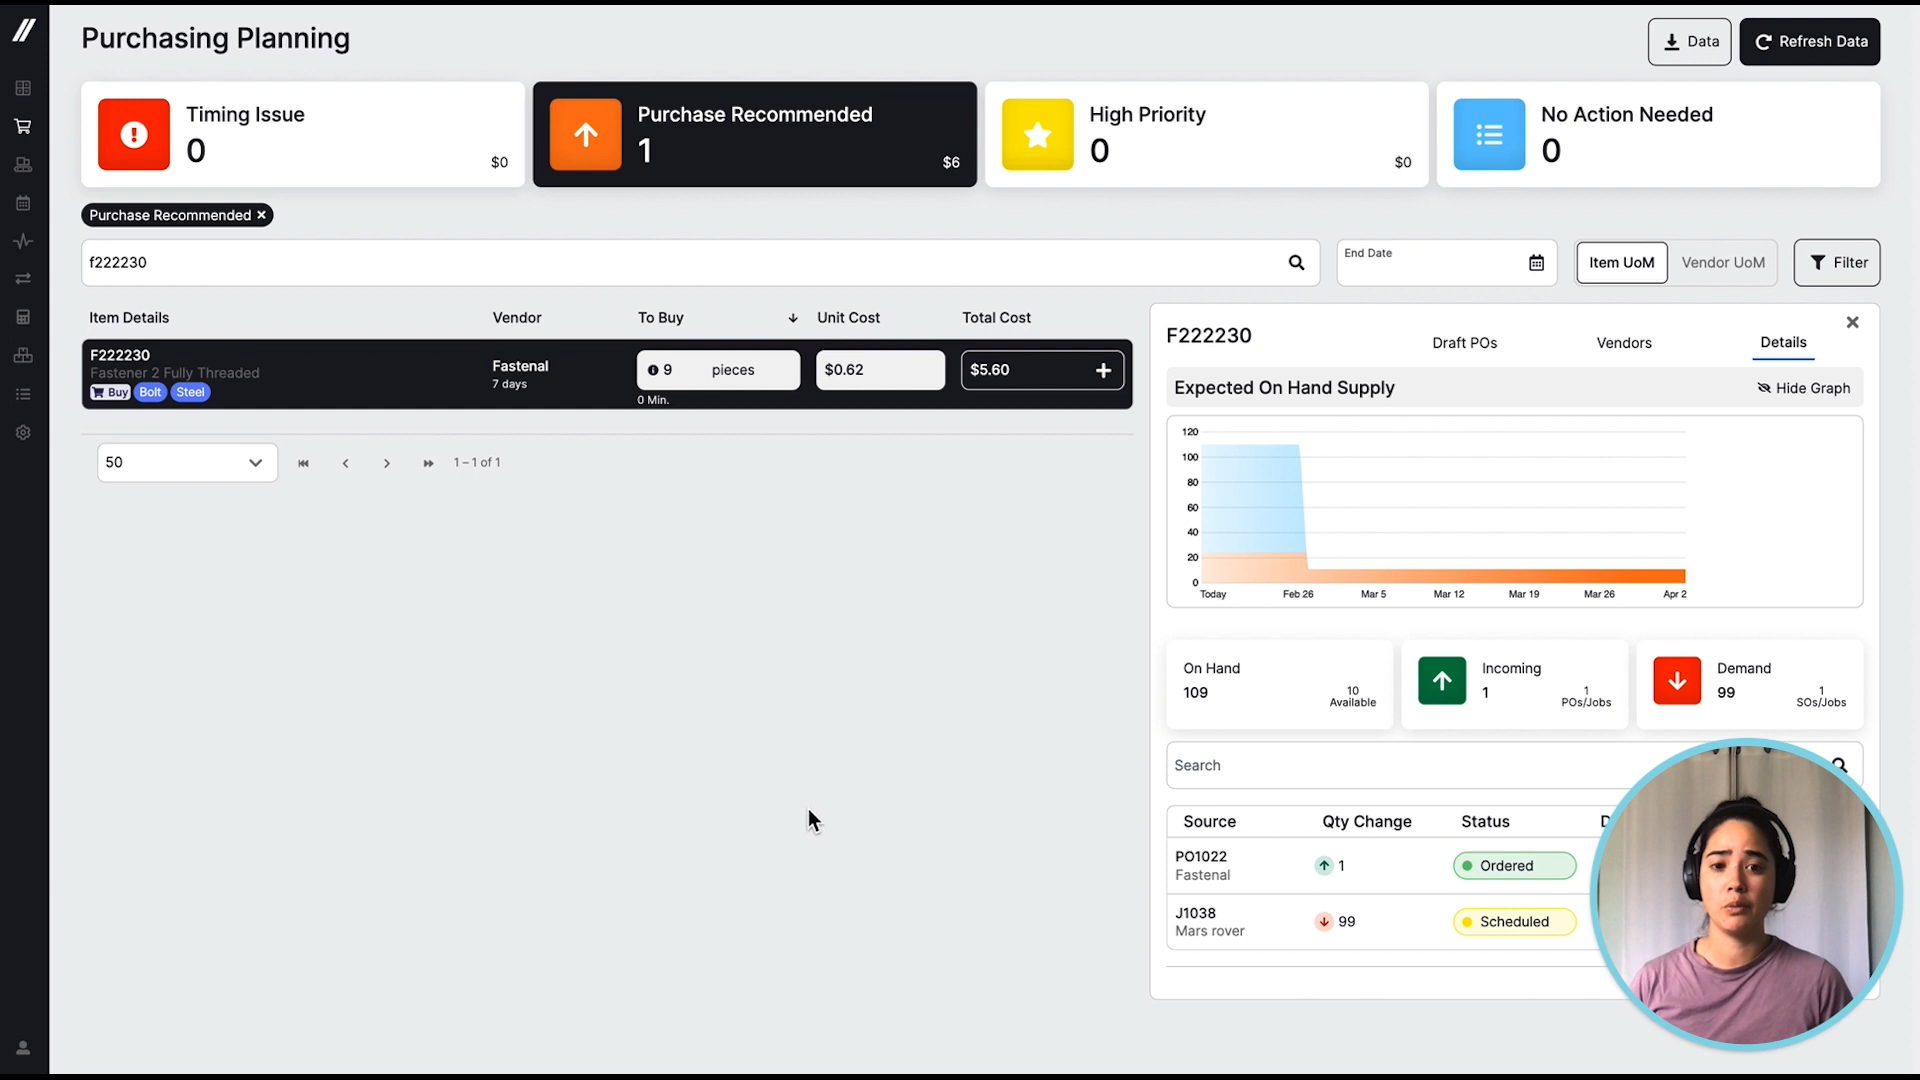 Purchasing Planning
Data
Refresh Data
Timing Issue
0
$0
Purchase Recommended
1
$6
High Priority
0
$0
No Action Needed
0
Purchase Recommended
f222230
End Date
Item UoM
Vendor UoM
Filter
Item Details
Vendor
To Buy
Unit Cost
Total Cost
F222230
Fastener 2 Fully Threaded
Buy
Bolt
Steel
Fastenal
7 days
9
pieces
0 Min.
$0.62
$5.60
50
1 – 1 of 1
F222230
Draft POs
Vendors
Details
Expected On Hand Supply
Hide Graph
120
100
80
60
40
20
0
Today
Feb 26
Mar 5
Mar 12
Mar 19
Mar 26
Apr 2
On Hand
109
10
Available
Incoming
1
1
POs/Jobs
Demand
99
1
SOs/Jobs
Search
Source
Qty Change
Status
PO1022
Fastenal
1
Ordered
J1038
Mars rover
99
Scheduled